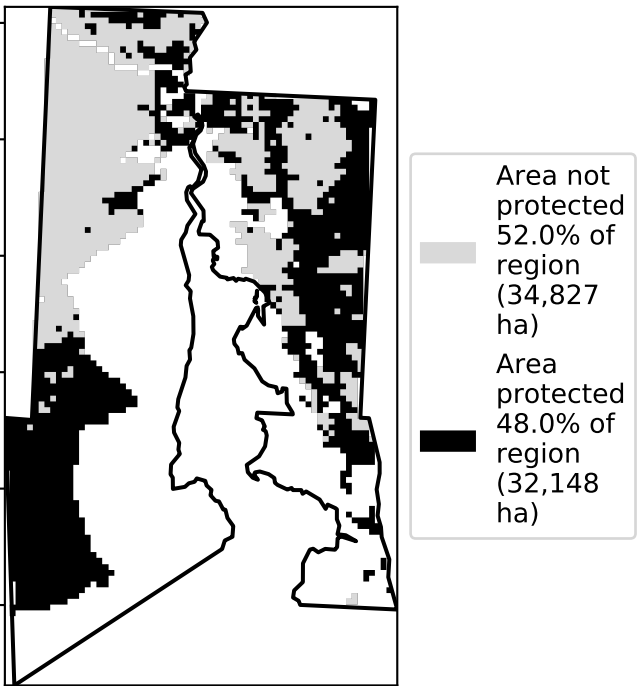 Area not
protected
52.0% of
region
(34,827
ha)
Area
protected
48.0% of
region
(32,148
ha)